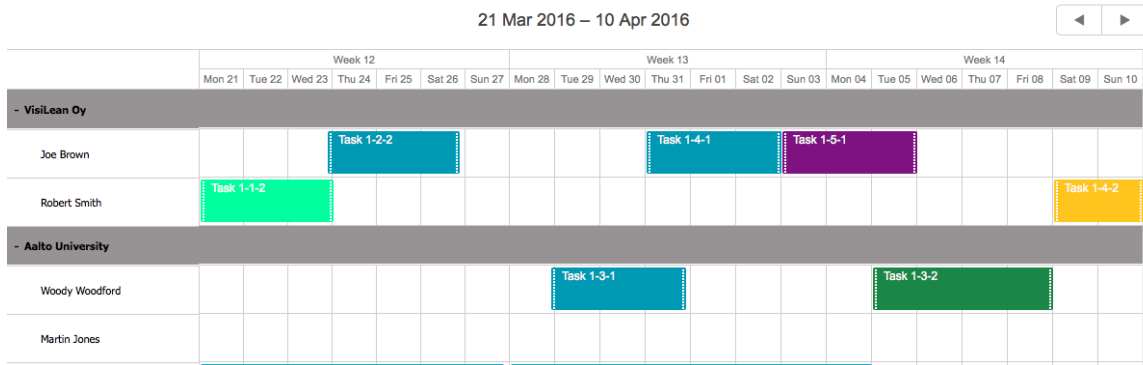 21 Mar 2016 – 10 Apr 2016
Week 12 Week 13 Week 14
Mon 21 Tue 22 Wed 23 Thu 24 Fri 25 Sat 26 Sun 27 Mon 28 Tue 29 Wed 30 Thu 31 Fri 01 Sat 02 Sun 03 Mon 04 Tue 05 Wed 06 Thu 07 Fri 08 Sat 09 Sun 10
- VisiLean Oy
Joe Brown Task 1-2-2 Task 1-4-1 Task 1-5-1
Robert Smith Task 1-1-2 Task 1-4-2
- Aalto University
Woody Woodford Task 1-3-1 Task 1-3-2
Martin Jones